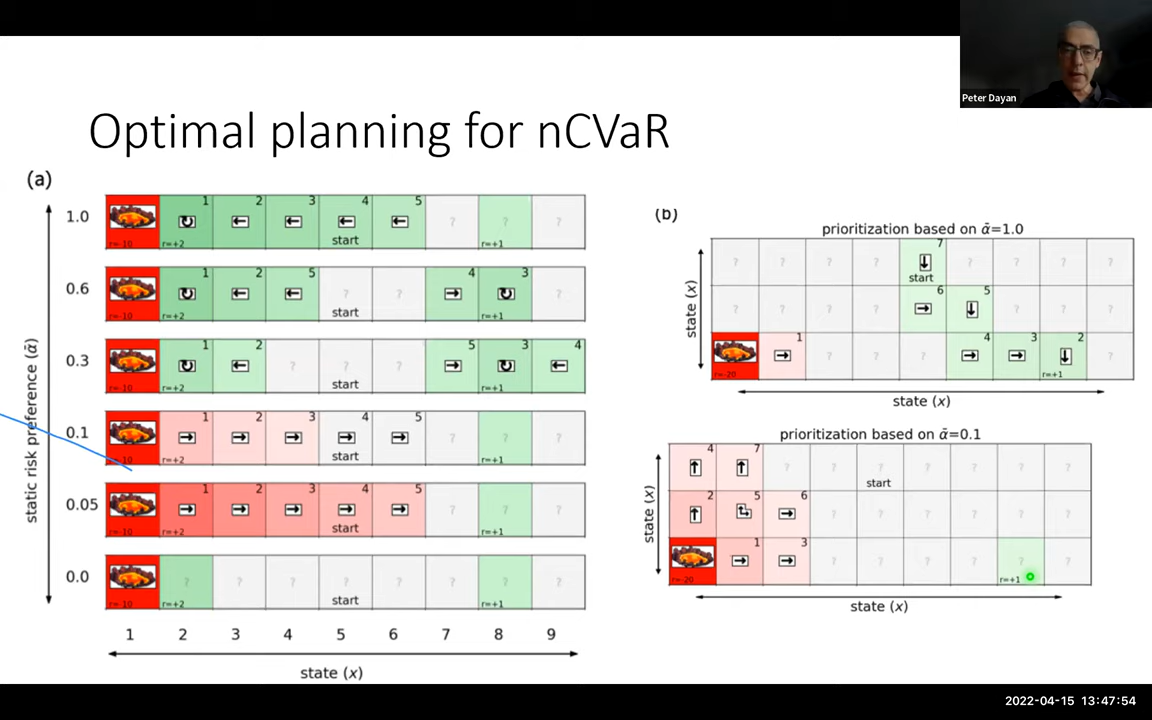 Peter Dayan
Optimal planning for nCVaR
(a)
static risk preference (ᾱ)
1.0
1 2 3 4 5
? ? ?
r=-10 r=+2 start r=+1
0.6
1 2 5 4 3
? ? ?
r=-10 r=+2 start r=+1
0.3
1 2 5 3 4
? ? ?
r=-10 r=+2 start r=+1
0.1
1 2 3 4 5
? ? ?
10 r=+2 start r=+1
0.05
1 2 3 4 5
? ? ?
r=-10 r=+2 start r=+1
0.0
? ? ? ? ? ? ? ?
r=-10 r=+2 start r=+1
1 2 3 4 5 6 7 8 9
state (x)
(b)
prioritization based on ᾱ=1.0
state (x)
7
? ? ? ? ? ? ? ?
start
6 5
? ? ? ? ? ? ?
1 4 3 2
? ? ? ?
r=-20 r=+1
state (x)
prioritization based on ᾱ=0.1
state (x)
4 7
? ? ? ? ? ? ?
start
2 5 6
? ? ? ? ? ?
1 3
? ? ? ? ? ?
r=-20 r=+1
state (x)
2022-04-15 13:47:54